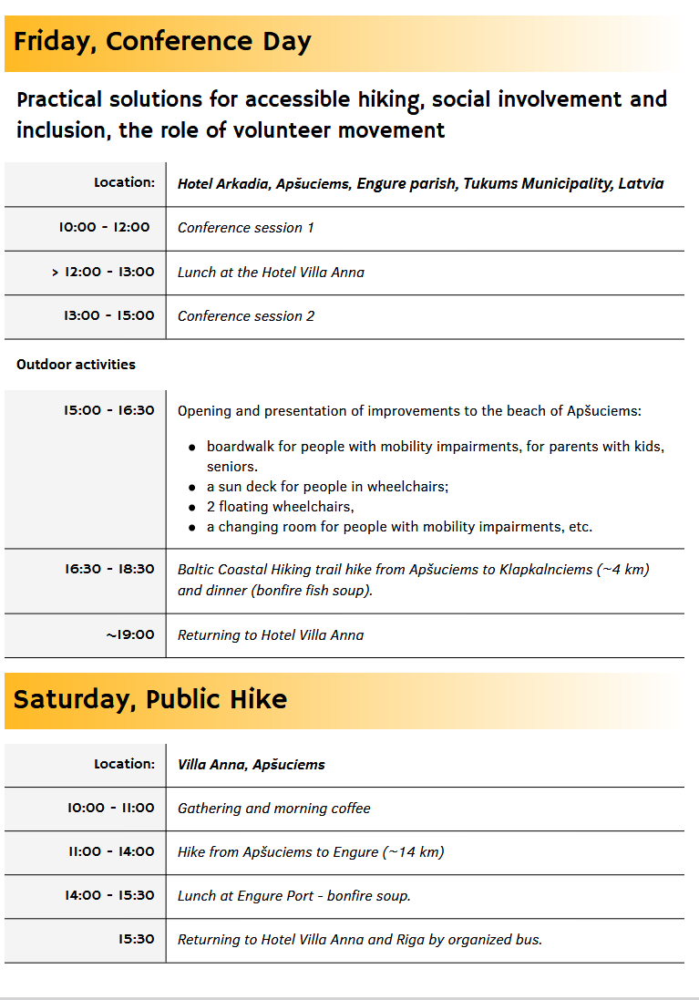 Friday, Conference Day
Practical solutions for accessible hiking, social involvement and
inclusion, the role of volunteer movement
Location: Hotel Arkadia, Apšuciems, Engure parish, Tukums Municipality, Latvia
10:00 - 12:00 Conference session 1
> 12:00 - 13:00 Lunch at the Hotel Villa Anna
13:00 - 15:00 Conference session 2
Outdoor activities
15:00 - 16:30 Opening and presentation of improvements to the beach of Apšuciems:
● boardwalk for people with mobility impairments, for parents with kids,
seniors.
● a sun deck for people in wheelchairs;
● 2 floating wheelchairs,
● a changing room for people with mobility impairments, etc.
16:30 - 18:30 Baltic Coastal Hiking trail hike from Apšuciems to Klapkalnciems (~4 km)
and dinner (bonfire fish soup).
~19:00 Returning to Hotel Villa Anna
Saturday, Public Hike
Location: Villa Anna, Apšuciems
10:00 - 11:00 Gathering and morning coffee
11:00 - 14:00 Hike from Apšuciems to Engure (~14 km)
14:00 - 15:30 Lunch at Engure Port - bonfire soup.
15:30 Returning to Hotel Villa Anna and Riga by organized bus.